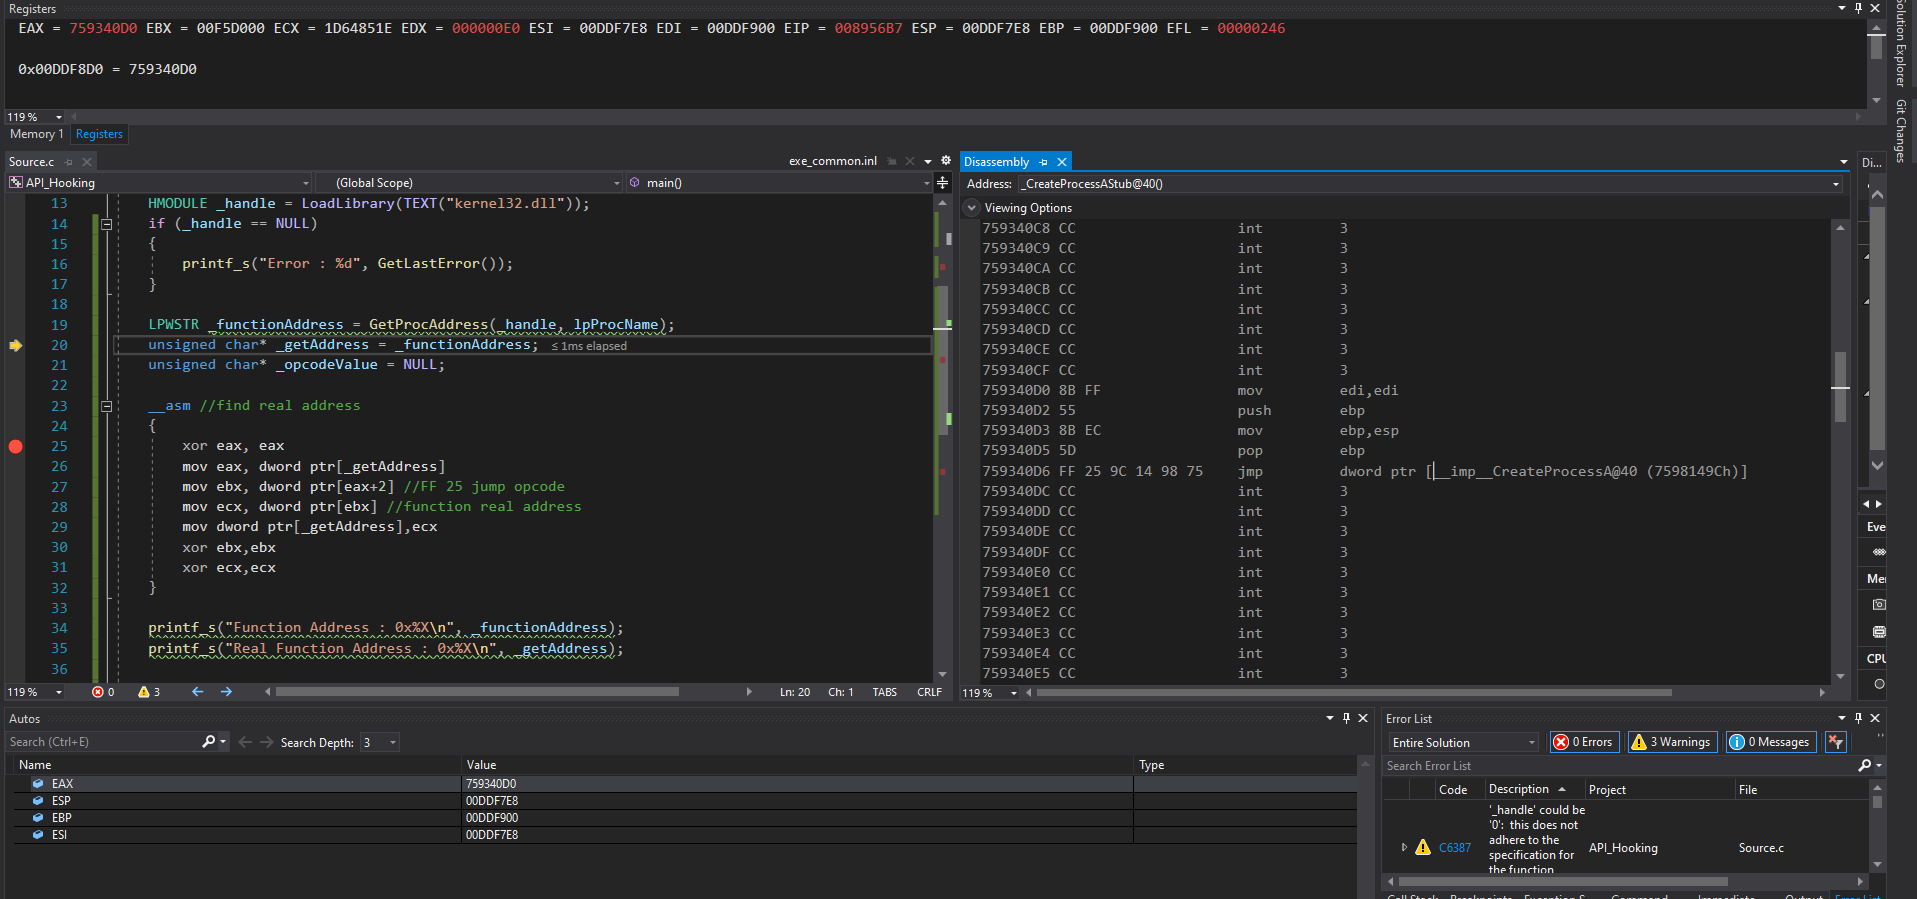 Registers
EAX = 759340D0 EBX = 00F5D000 ECX = 1D64851E EDX = 000000E0 ESI = 00DDF7E8 EDI = 00DDF900 EIP = 008956B7 ESP = 00DDF7E8 EBP = 00DDF900 EFL = 00000246
0x00DDF8D0 = 759340D0
119 %
Memory 1 Registers
Solution Explorer
Git Changes
Source.c
exe_common.inl
API_Hooking (Global Scope) main()
13 HMODULE _handle = LoadLibrary(TEXT("kernel32.dll"));
14 if (_handle == NULL)
15 {
16 printf_s("Error : %d", GetLastError());
17 }
18
19 LPWSTR _functionAddress = GetProcAddress(_handle, lpProcName);
20 unsigned char* _getAddress = _functionAddress; ≤ 1ms elapsed
21 unsigned char* _opcodeValue = NULL;
22
23 __asm //find real address
24 {
25 xor eax, eax
26 mov eax, dword ptr[_getAddress]
27 mov ebx, dword ptr[eax+2] //FF 25 jump opcode
28 mov ecx, dword ptr[ebx] //function real address
29 mov dword ptr[_getAddress],ecx
30 xor ebx,ebx
31 xor ecx,ecx
32 }
33
34 printf_s("Function Address : 0x%X\n", _functionAddress);
35 printf_s("Real Function Address : 0x%X\n", _getAddress);
36
119 % 0 3 Ln: 20 Ch: 1 TABS CRLF
Disassembly
Address: _CreateProcessAStub@40()
Viewing Options
759340C8 CC int 3
759340C9 CC int 3
759340CA CC int 3
759340CB CC int 3
759340CC CC int 3
759340CD CC int 3
759340CE CC int 3
759340CF CC int 3
759340D0 8B FF mov edi,edi
759340D2 55 push ebp
759340D3 8B EC mov ebp,esp
759340D5 5D pop ebp
759340D6 FF 25 9C 14 98 75 jmp dword ptr [__imp__CreateProcessA@40 (7598149Ch)]
759340DC CC int 3
759340DD CC int 3
759340DE CC int 3
759340DF CC int 3
759340E0 CC int 3
759340E1 CC int 3
759340E2 CC int 3
759340E3 CC int 3
759340E4 CC int 3
759340E5 CC int 3
119 %
Di...
Eve
Mer
CPU
Autos
Search (Ctrl+E) Search Depth: 3
Name Value Type
EAX 759340D0
ESP 00DDF7E8
EBP 00DDF900
ESI 00DDF7E8
Error List
Entire Solution 0 Errors 3 Warnings 0 Messages
Search Error List
Code Description Project File
C6387 '_handle' could be
'0': this does not
adhere to the
specification for
the function
API_Hooking Source.c
Call Stack Breakpoints Exception S... Command ... Immediate ... Output Error List